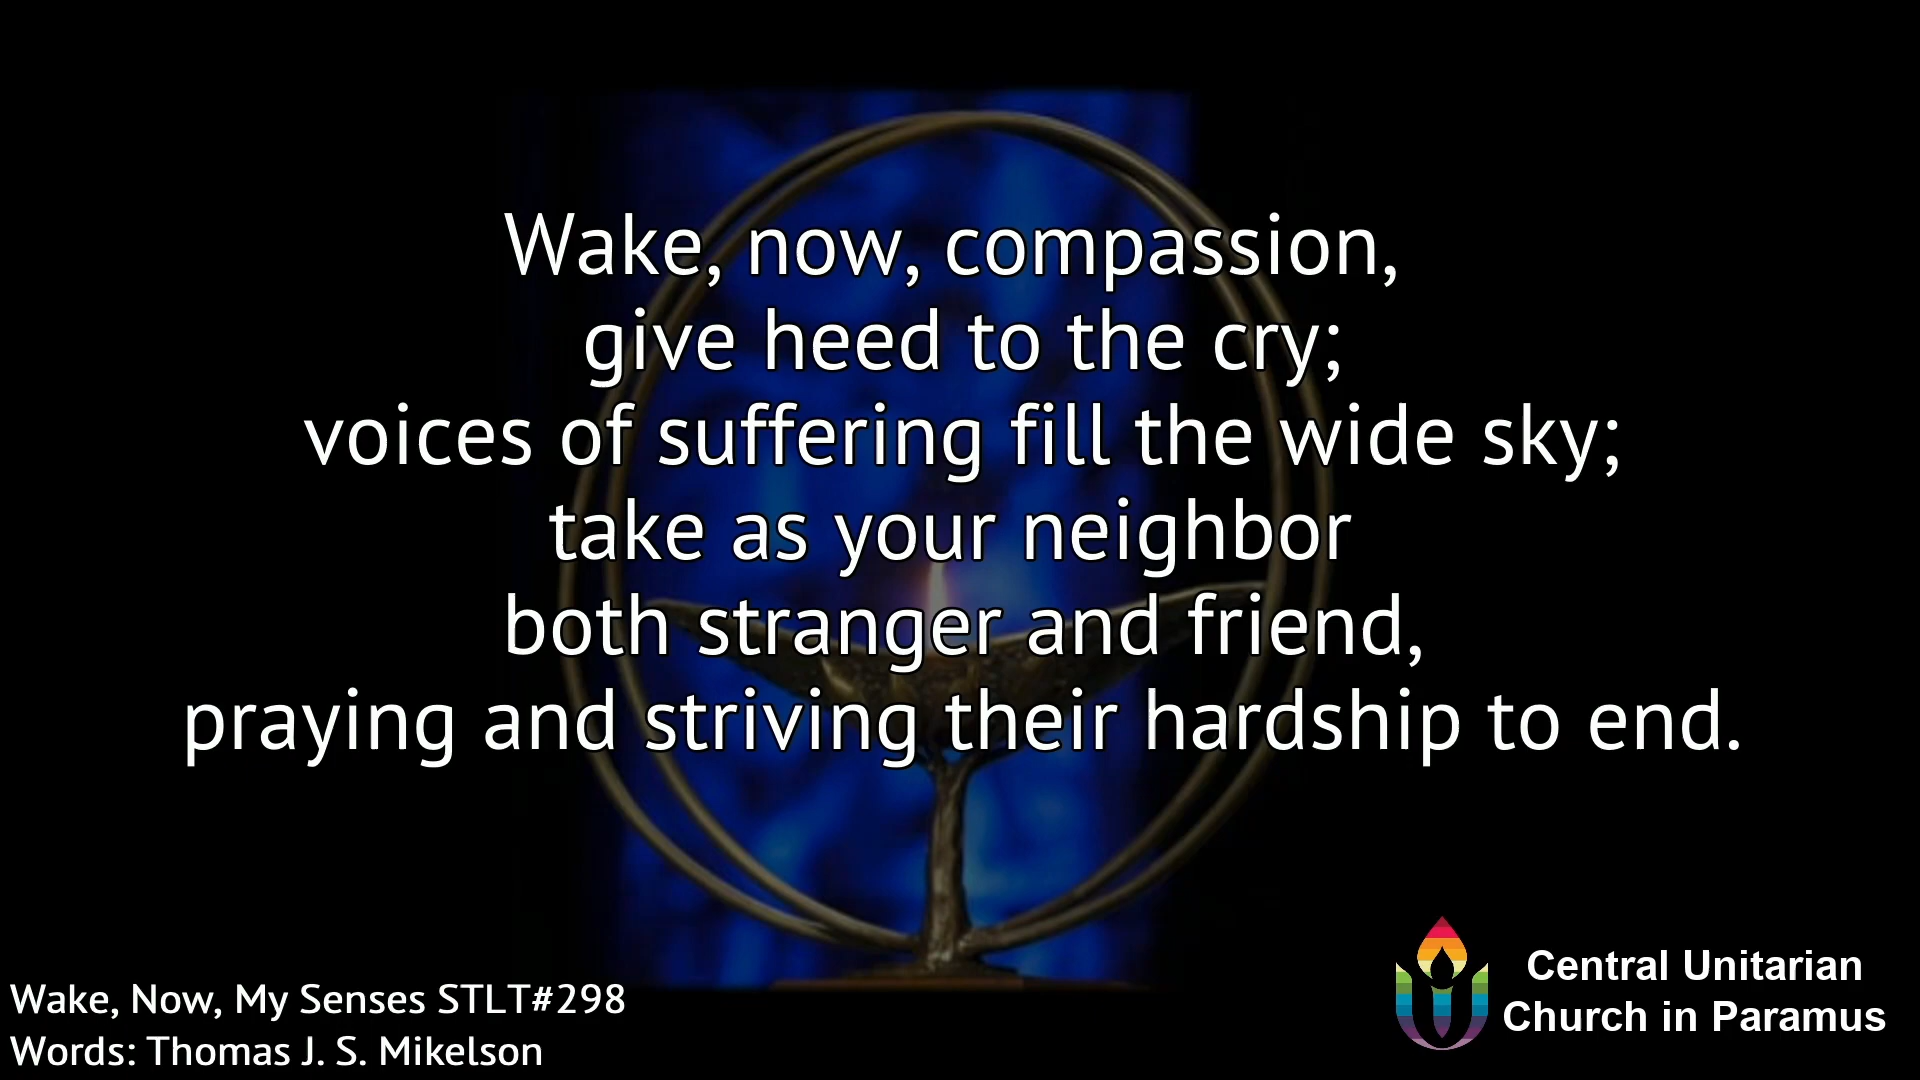 Wake, now, compassion,
give heed to the cry;
voices of suffering fill the wide sky;
take as your neighbor
both stranger and friend,
praying and striving their hardship to end.
Wake, Now, My Senses STLT#298
Words: Thomas J. S. Mikelson
Central Unitarian
Church in Paramus